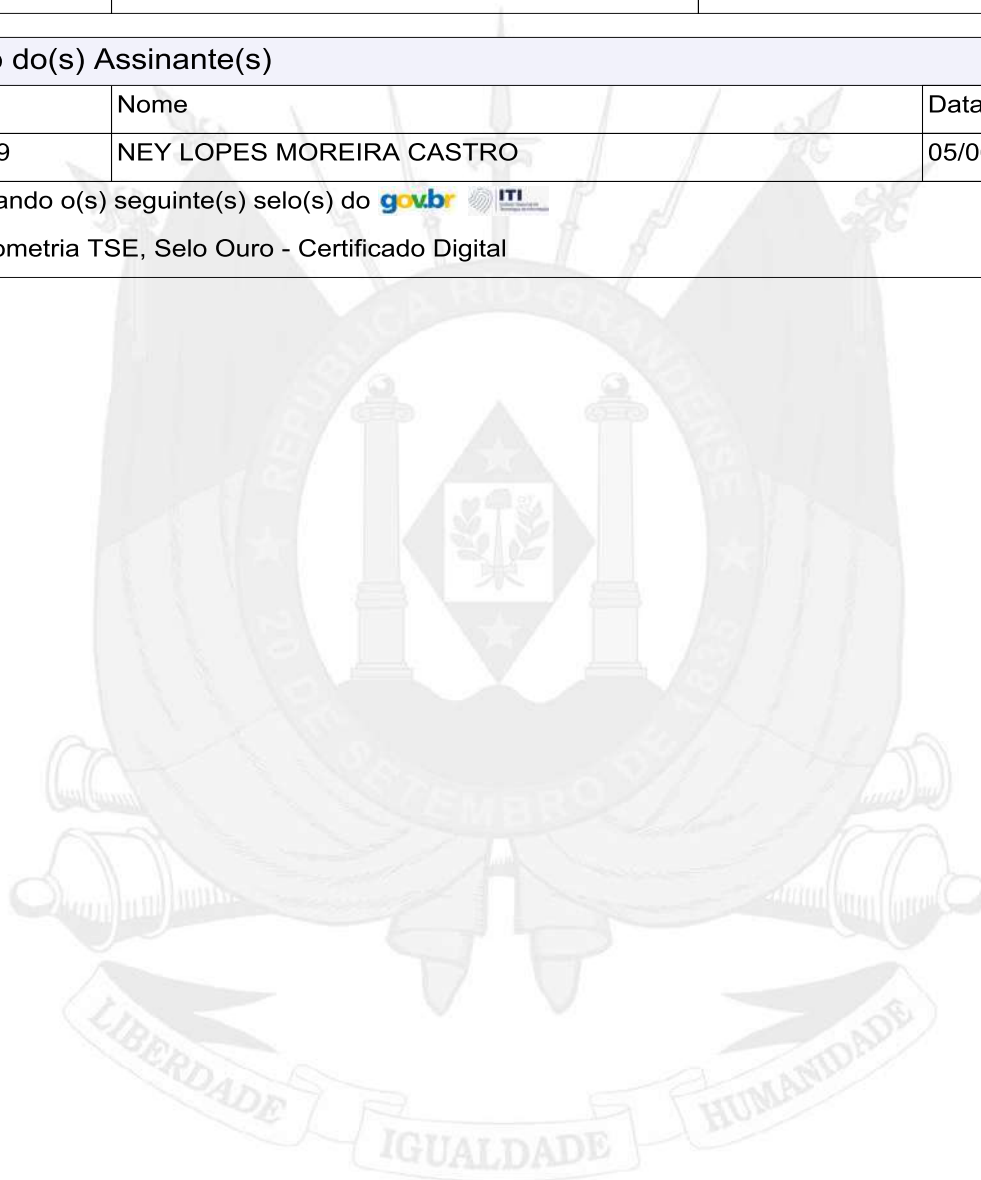 o do(s) Assinante(s)
Nome Data
9 NEY LOPES MOREIRA CASTRO 05/0
ando o(s) seguinte(s) selo(s) do gov.br ITI
ometria TSE, Selo Ouro - Certificado Digital
REPUBLICA RIO-GRANDENSE
20 DE SETEMBRO DE 1835
LIBERDADE
IGUALDADE
HUMANIDADE